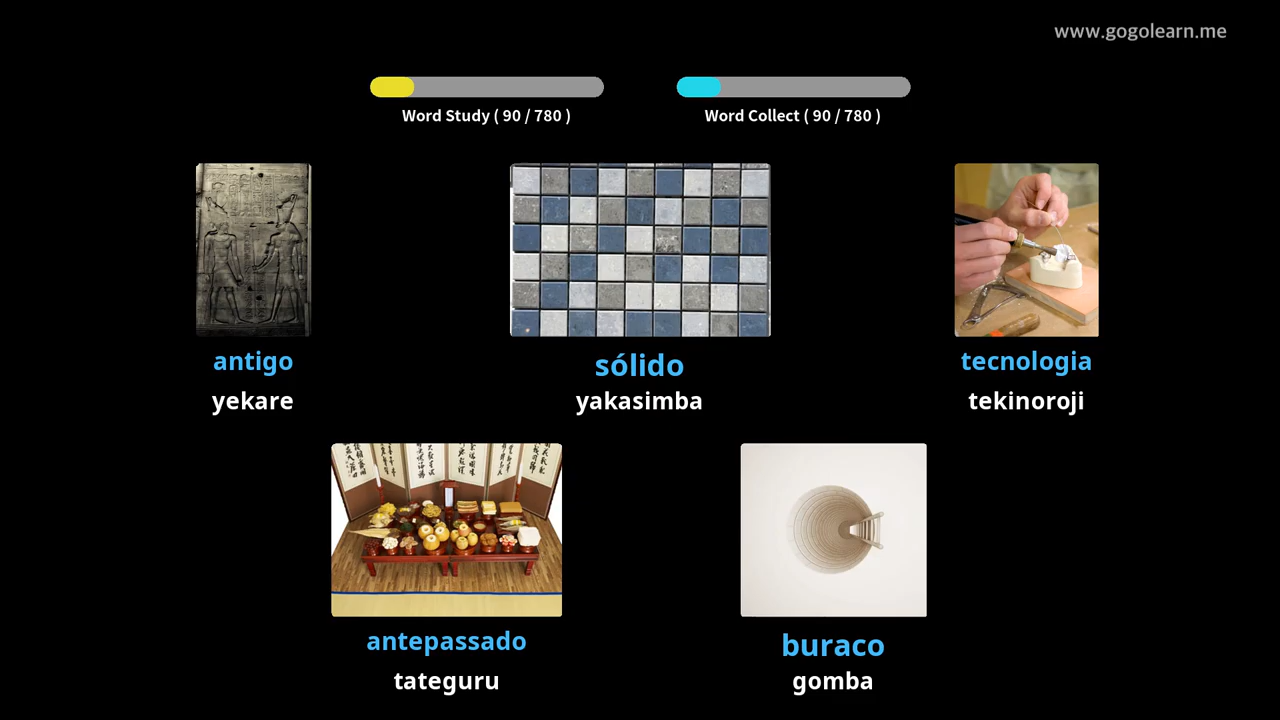 www.gogolearn.me
Word Study ( 90 / 780 )
Word Collect ( 90 / 780 )
antigo
yekare
sólido
yakasimba
tecnologia
tekinoroji
antepassado
tateguru
buraco
gomba